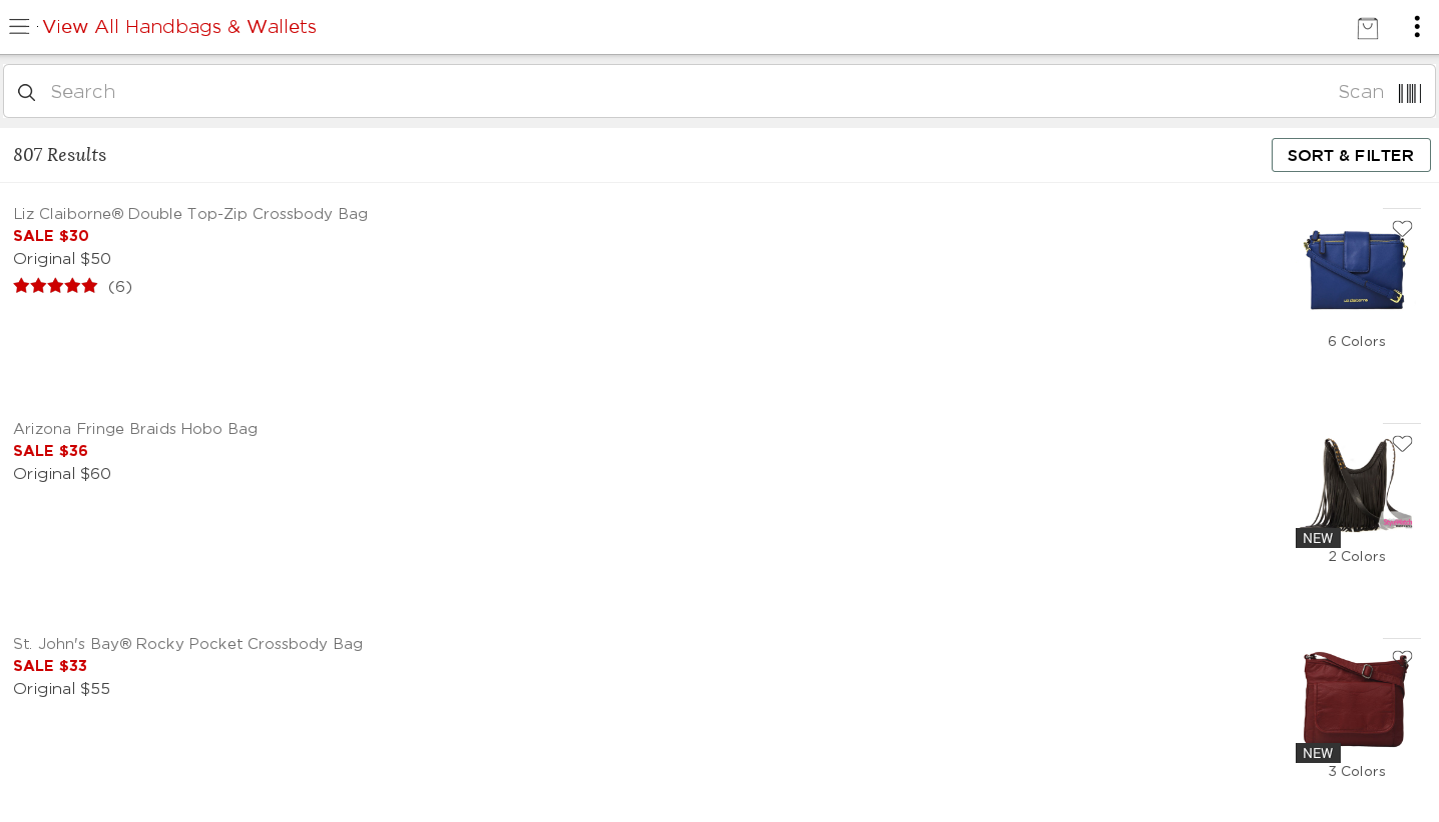 View All Handbags & Wallets
Search
Scan
807 Results
SORT & FILTER
Liz Claiborne® Double Top-Zip Crossbody Bag
SALE $30
Original $50
(6)
6 Colors
Arizona Fringe Braids Hobo Bag
SALE $36
Original $60
NEW
2 Colors
St. John's Bay® Rocky Pocket Crossbody Bag
SALE $33
Original $55
NEW
3 Colors